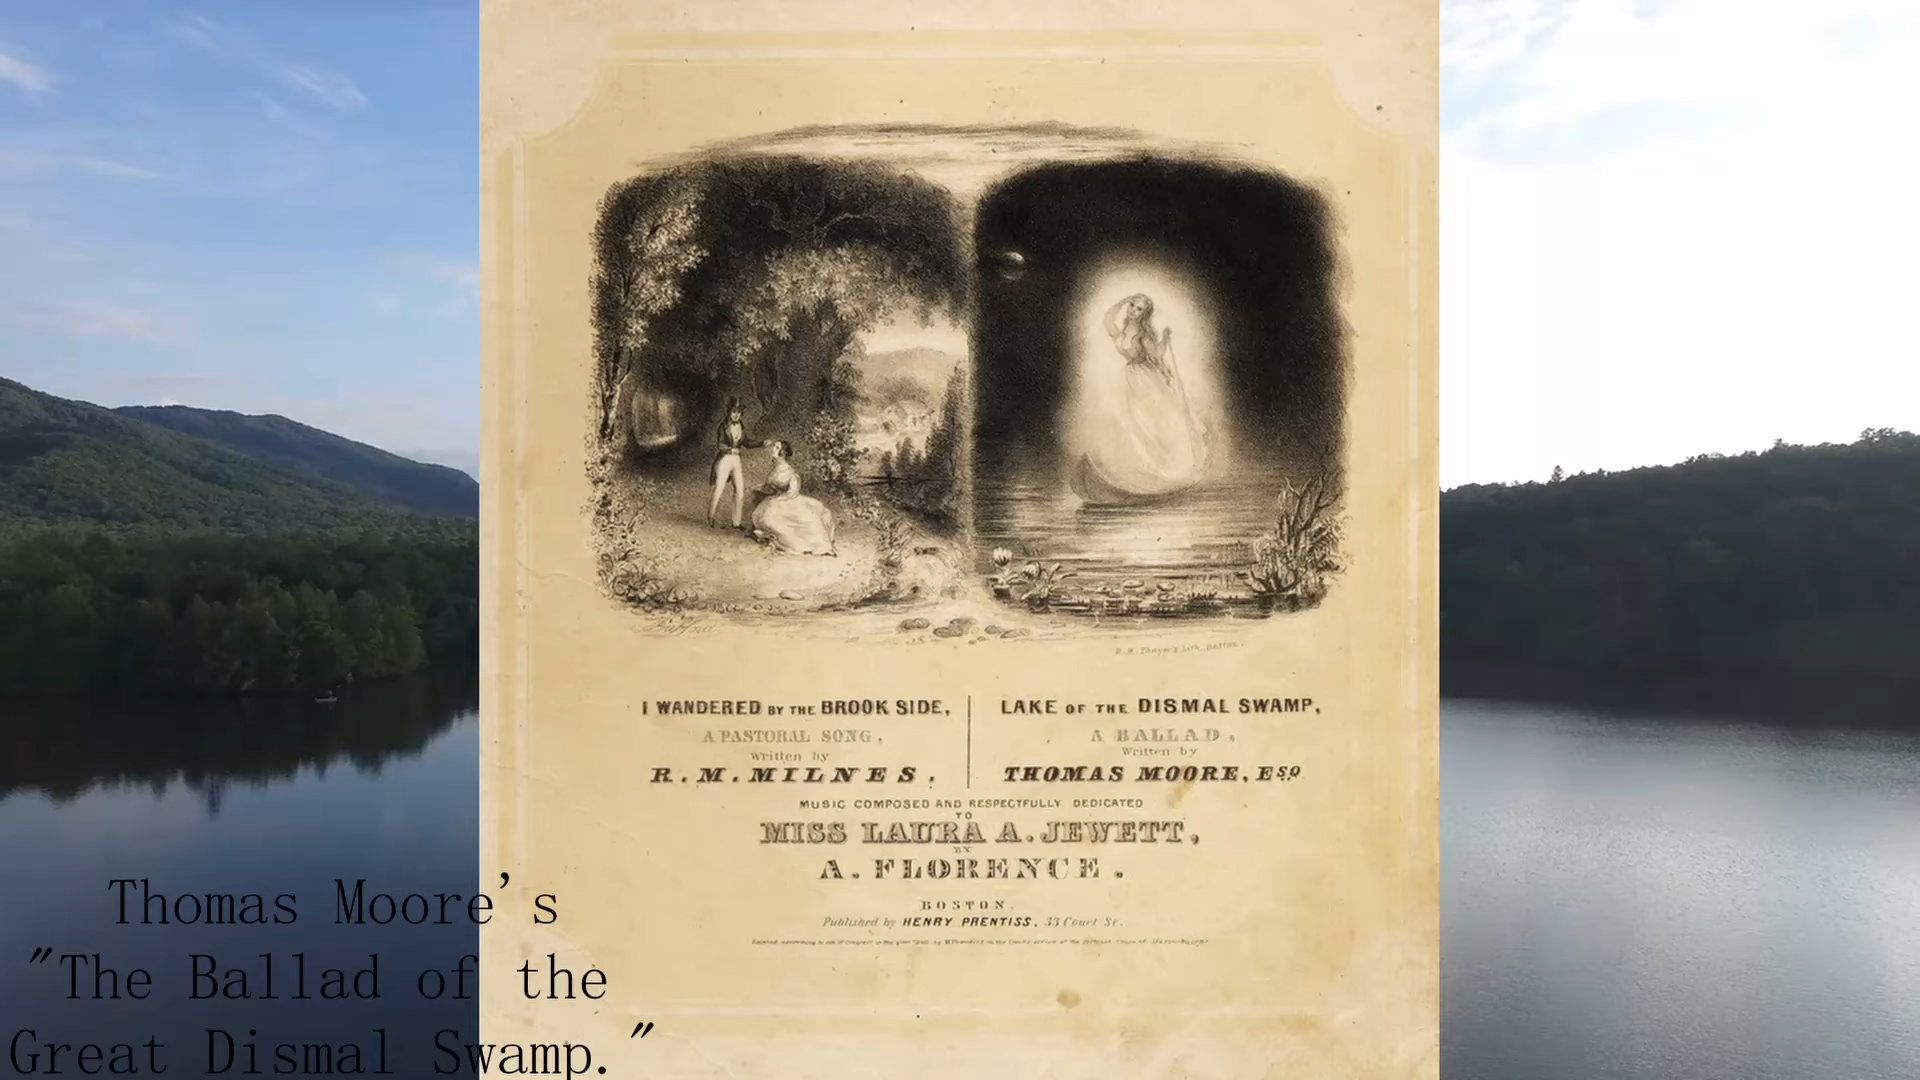 I WANDERED BY THE BROOK SIDE,
A PASTORAL SONG,
Written by
R. M. MILNES.
LAKE OF THE DISMAL SWAMP,
A BALLAD,
Written by
THOMAS MOORE, ESQ
MUSIC COMPOSED AND RESPECTFULLY DEDICATED
TO
MISS LAURA A. JEWETT,
BY
A. FLORENCE.
BOSTON.
Published by HENRY PRENTISS, 33 Court St.
Thomas Moore's
"The Ballad of the
Great Dismal Swamp."